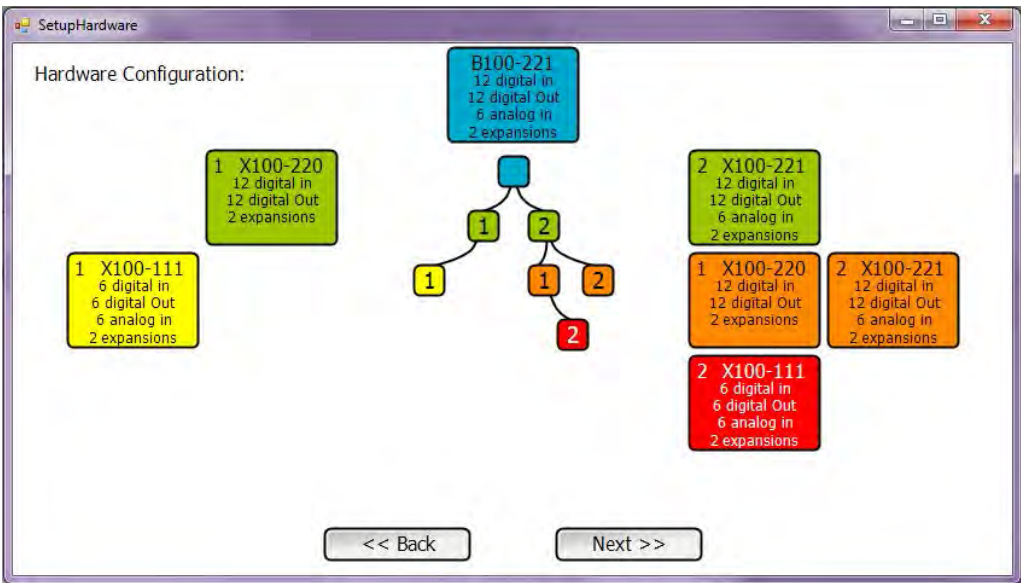 SetupHardware
Hardware Configuration:
B100-221
12 digital in
12 digital Out
6 analog in
2 expansions
1 X100-220
12 digital in
12 digital Out
2 expansions
2 X100-221
12 digital in
12 digital Out
6 analog in
2 expansions
1 2
1 X100-111
6 digital in
6 digital Out
6 analog in
2 expansions
1 1 2
1 X100-220
12 digital in
12 digital Out
2 expansions
2 X100-221
12 digital in
12 digital Out
6 analog in
2 expansions
2
2 X100-111
6 digital in
6 digital Out
6 analog in
2 expansions
<< Back
Next >>